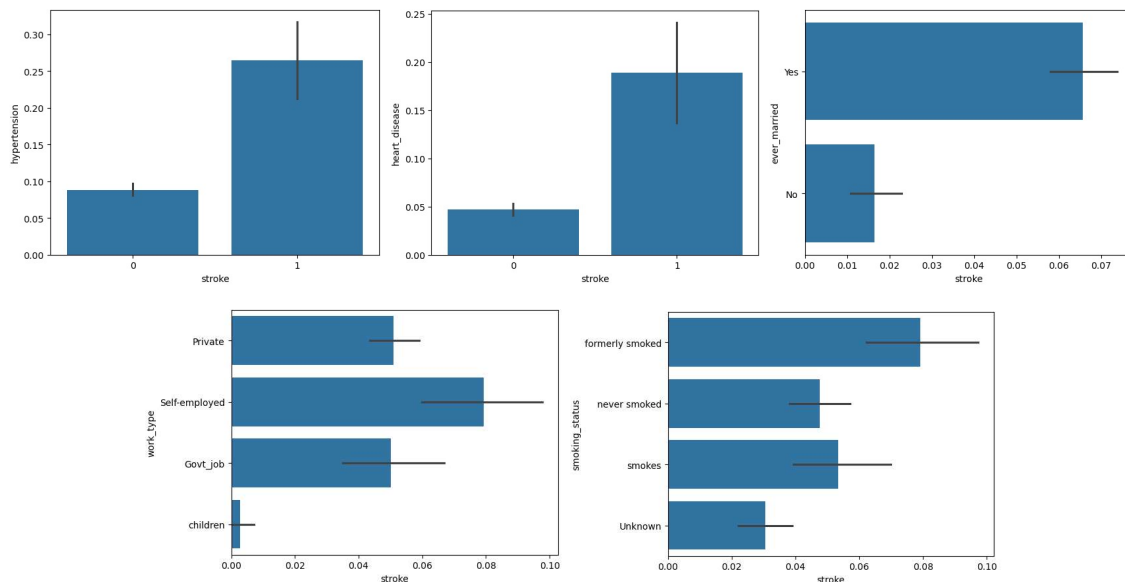 0.30
0.25
0.20
0.15
0.10
0.05
0.00
hypertension
0 1
stroke
0.25
0.20
0.15
0.10
0.05
0.00
heart_disease
0 1
stroke
ever_married
Yes
No
0.00 0.01 0.02 0.03 0.04 0.05 0.06 0.07
stroke
work_type
Private
Self-employed
Govt_job
children
0.00 0.02 0.04 0.06 0.08 0.10
stroke
smoking_status
formerly smoked
never smoked
smokes
Unknown
0.00 0.02 0.04 0.06 0.08 0.10
stroke